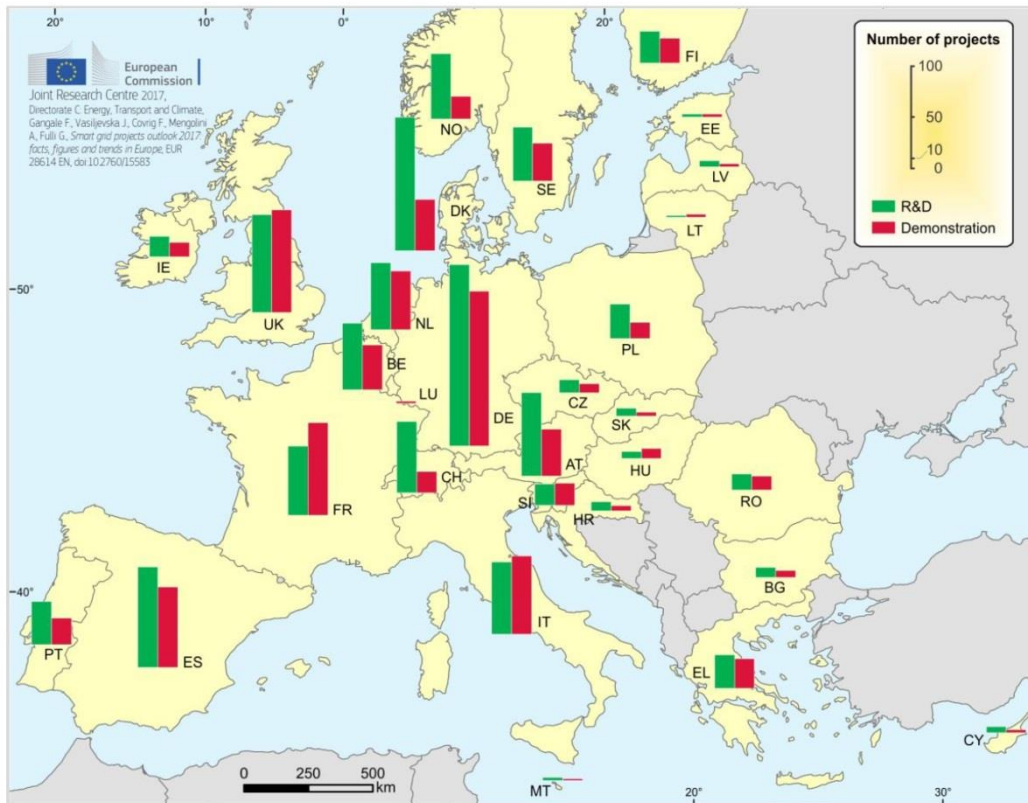 20°
10°
0°
20°
European
Commission
Joint Research Centre 2017,
Directorate C: Energy, Transport and Climate,
Gangale F., Vasiljevska J., Covrig F., Mengolini
A., Fulli G., Smart grid projects outlook 2017:
facts, figures and trends in Europe, EUR
28614 EN, doi:10.2760/15583
Number of projects
100
50
10
0
R&D
Demonstration
FI
NO
EE
SE
LV
DK
LT
IE
50°
UK
NL
PL
BE
LU
CZ
DE
SK
AT
HU
CH
RO
FR
SI
HR
BG
40°
IT
PT
ES
EL
CY
0 250 500
km
MT
20°
30°